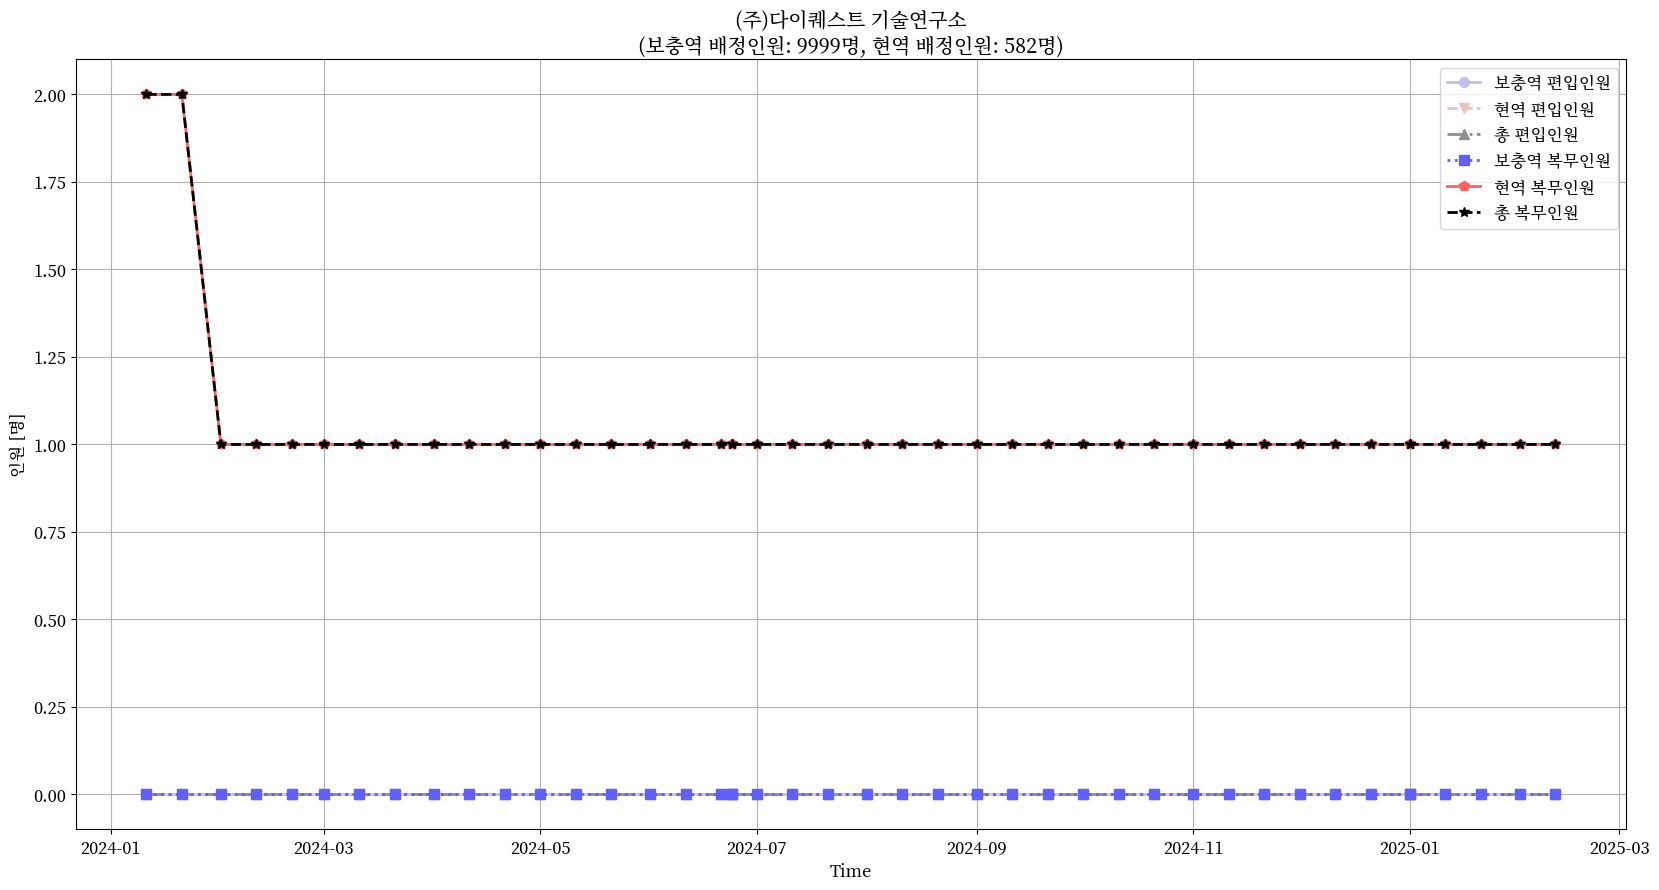 (주)다이퀘스트 기술연구소
(보충역 배정인원: 9999명, 현역 배정인원: 582명)
보충역 편입인원
현역 편입인원
총 편입인원
보충역 복무인원
현역 복무인원
총 복무인원
인원 [명]
2.00
1.75
1.50
1.25
1.00
0.75
0.50
0.25
0.00
2024-01
2024-03
2024-05
2024-07
2024-09
2024-11
2025-01
2025-03
Time